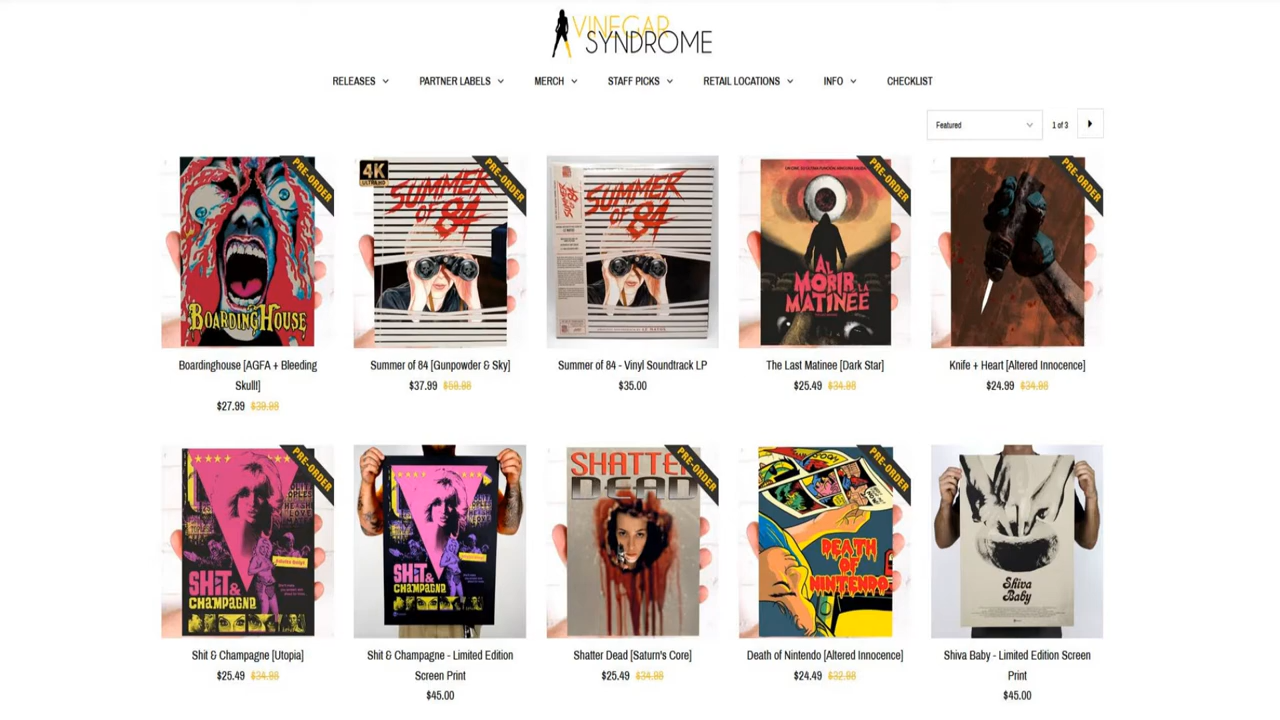 VINEGAR
SYNDROME
RELEASES PARTNER LABELS MERCH STAFF PICKS RETAIL LOCATIONS INFO CHECKLIST
Featured 1 of 3
PRE-ORDER
BOARDINGHOUSE
4K
ULTRA HD
PRE-ORDER
SUMMER
OF 84
SUMMER
OF 84
SUMMER
OF 84
PRE-ORDER
AL
MORIR LA
MATINEE
PRE-ORDER
Boardinghouse [AGFA + Bleeding
Skull!]
$27.99 $39.98
Summer of 84 [Gunpowder & Sky]
$37.99 $59.98
Summer of 84 - Vinyl Soundtrack LP
$35.00
The Last Matinee [Dark Star]
$25.49 $34.98
Knife + Heart [Altered Innocence]
$24.99 $34.98
PRE-ORDER
SHIT &
CHAMPAGNE
SHIT &
CHAMPAGNE
PRE-ORDER
SHATTE
DEAD
PRE-ORDER
DEATH
OF
NINTENDO
Shiva
Baby
Shit & Champagne [Utopia]
$25.49 $34.98
Shit & Champagne - Limited Edition
Screen Print
$45.00
Shatter Dead [Saturn's Core]
$25.49 $34.98
Death of Nintendo [Altered Innocence]
$24.49 $32.98
Shiva Baby - Limited Edition Screen
Print
$45.00